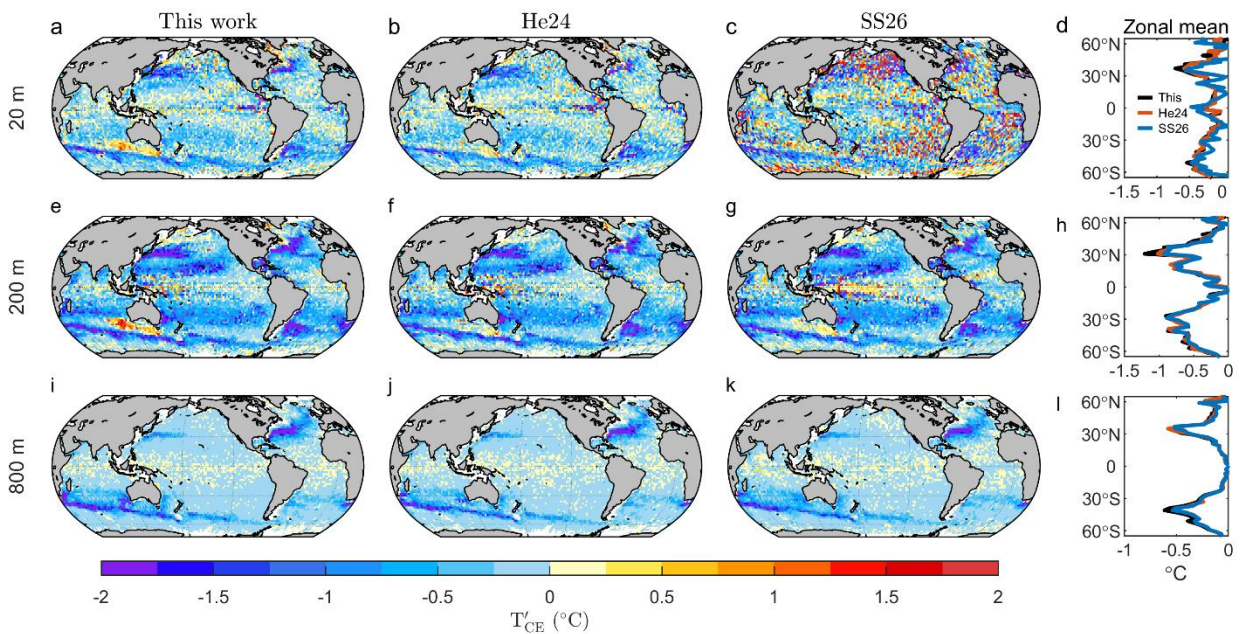 This work
He24
SS26
Zonal mean
a
b
c
d
20 m
60°N
30°N
0
30°S
60°S
This
He24
SS26
-1.5
-1
-0.5
0
e
f
g
h
200 m
60°N
30°N
0
30°S
60°S
-1.5
-1
-0.5
0
i
j
k
l
800 m
60°N
30°N
0
30°S
60°S
-1
-0.5
0
°C
-2
-1.5
-1
-0.5
0
0.5
1
1.5
2
T′CE (°C)